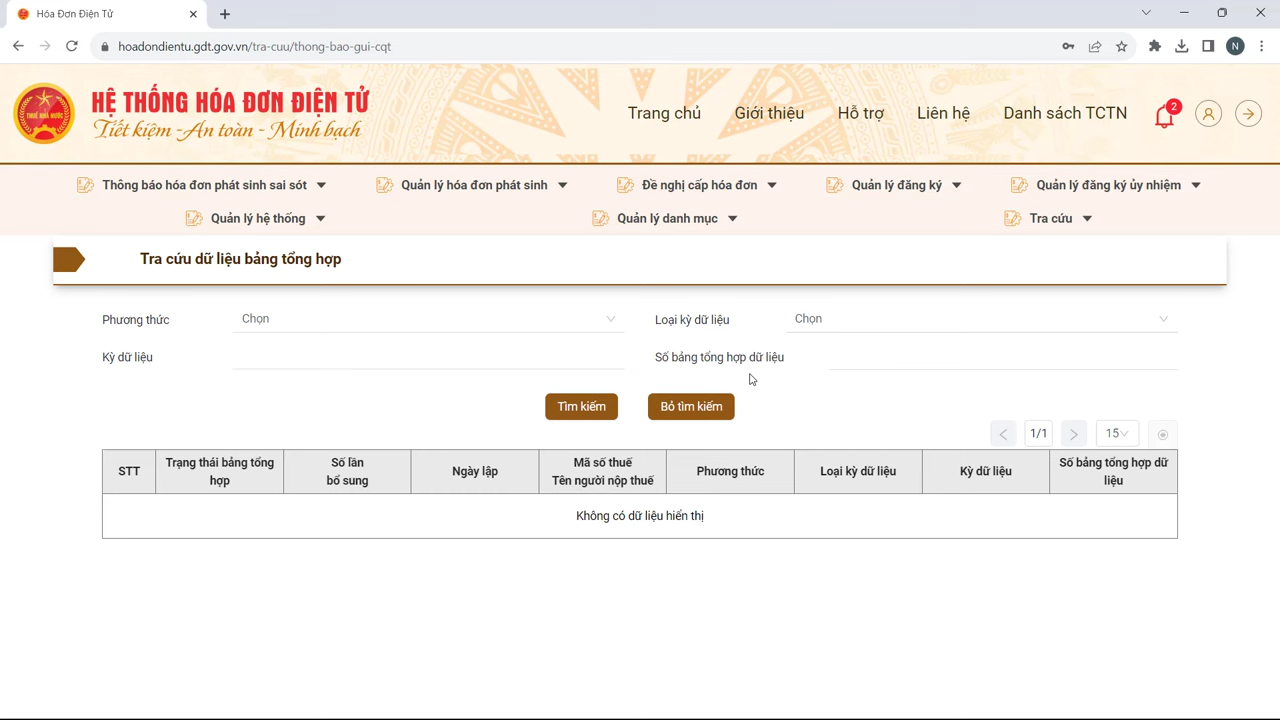 Hóa Đơn Điện Tử
hoadondientu.gdt.gov.vn/tra-cuu/thong-bao-gui-cqt
N
THUẾ NHÀ NƯỚC
HỆ THỐNG HÓA ĐƠN ĐIỆN TỬ
Tiết kiệm - An toàn - Minh bạch
Trang chủ Giới thiệu Hỗ trợ Liên hệ Danh sách TCTN 2
Thông báo hóa đơn phát sinh sai sót Quản lý hóa đơn phát sinh Đề nghị cấp hóa đơn Quản lý đăng ký Quản lý đăng ký ủy nhiệm
Quản lý hệ thống Quản lý danh mục Tra cứu
Tra cứu dữ liệu bảng tổng hợp
Phương thức Chọn Loại kỳ dữ liệu Chọn
Kỳ dữ liệu Số bảng tổng hợp dữ liệu
Tìm kiếm Bỏ tìm kiếm
1/1 15
STT Trạng thái bảng tổng hợp Số lần bổ sung Ngày lập Mã số thuế Tên người nộp thuế Phương thức Loại kỳ dữ liệu Kỳ dữ liệu Số bảng tổng hợp dữ liệu
Không có dữ liệu hiển thị